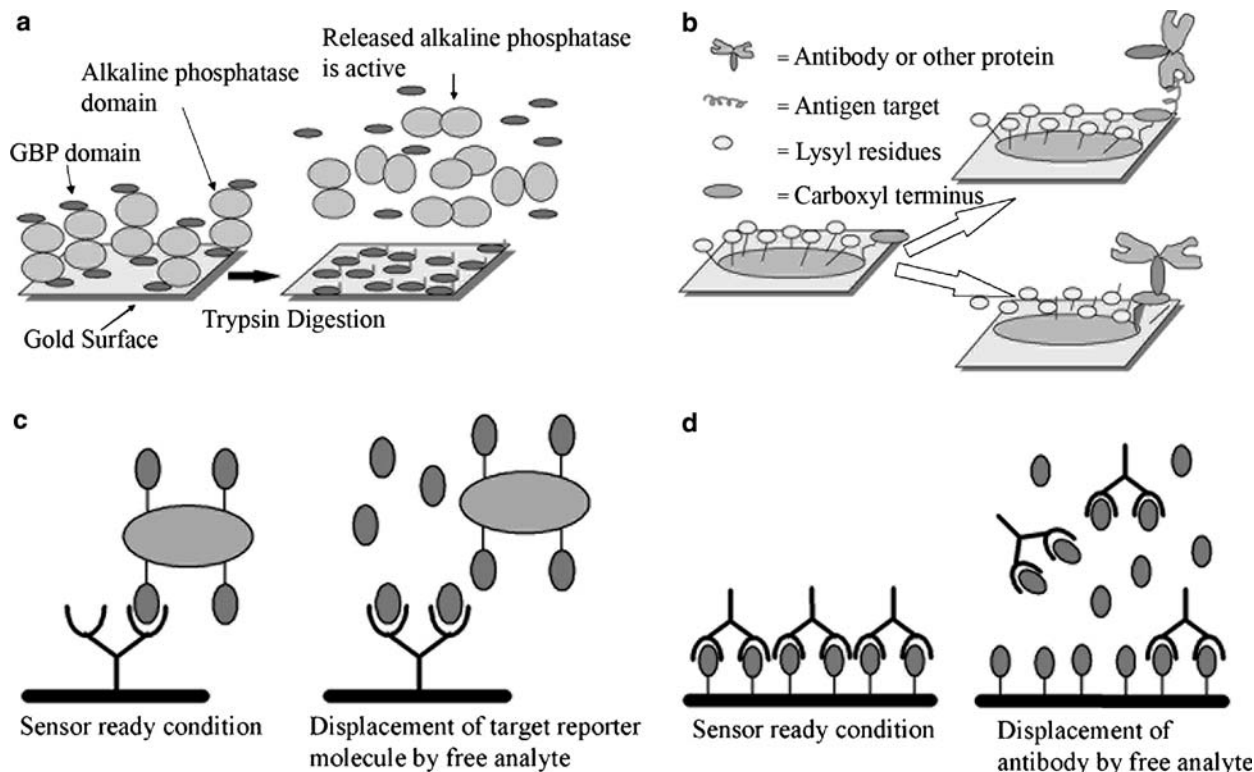 a
Released alkaline phosphatase
is active
Alkaline phosphatase
domain
GBP domain
Trypsin Digestion
Gold Surface
b
= Antibody or other protein
= Antigen target
= Lysyl residues
= Carboxyl terminus
c
Sensor ready condition
Displacement of target reporter
molecule by free analyte
d
Sensor ready condition
Displacement of
antibody by free analyte